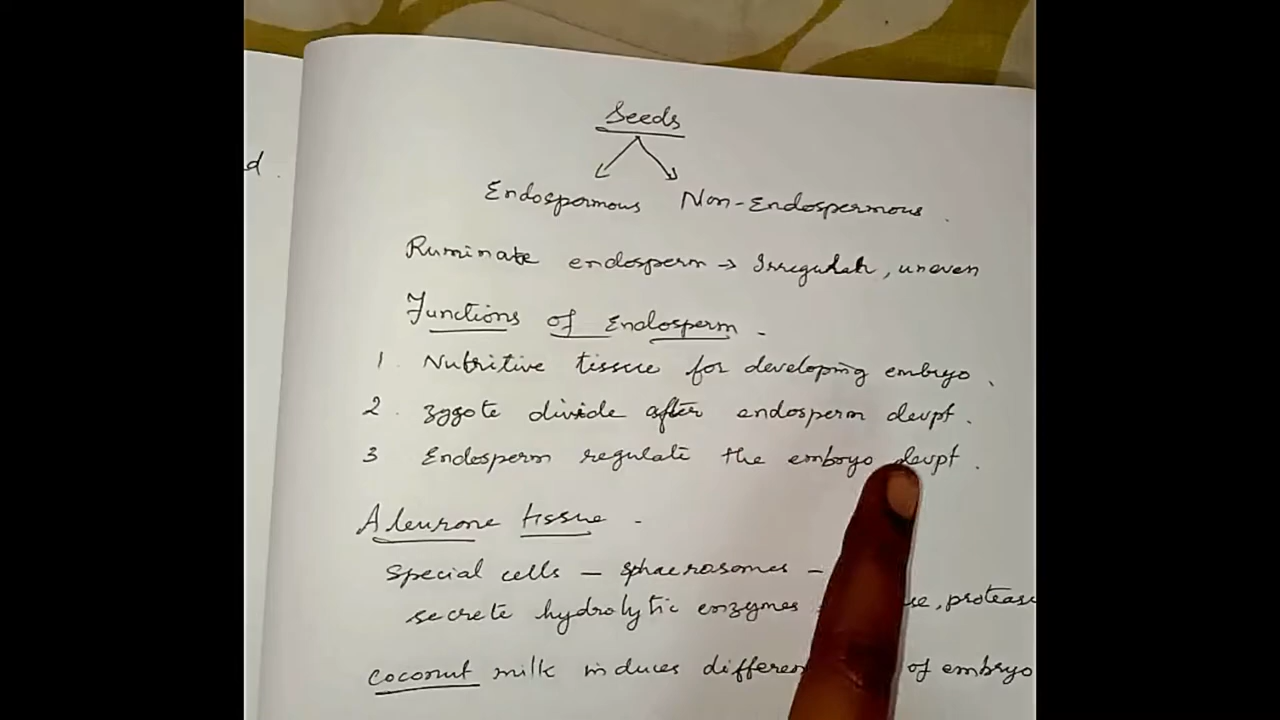 Seeds
d.
Endospermous Non-Endospermous.
Ruminate endosperm → Irregular, uneven
Functions of Endosperm -
1. Nutritive tissue for developing embryo.
2. Zygote divide after endosperm devpt.
3 Endosperm regulate the embryo devpt.
Aleurone tissue -
Special cells - sphaerosomes -
secrete hydrolytic enzymes se, protease
coconut milk induces differen of embryo